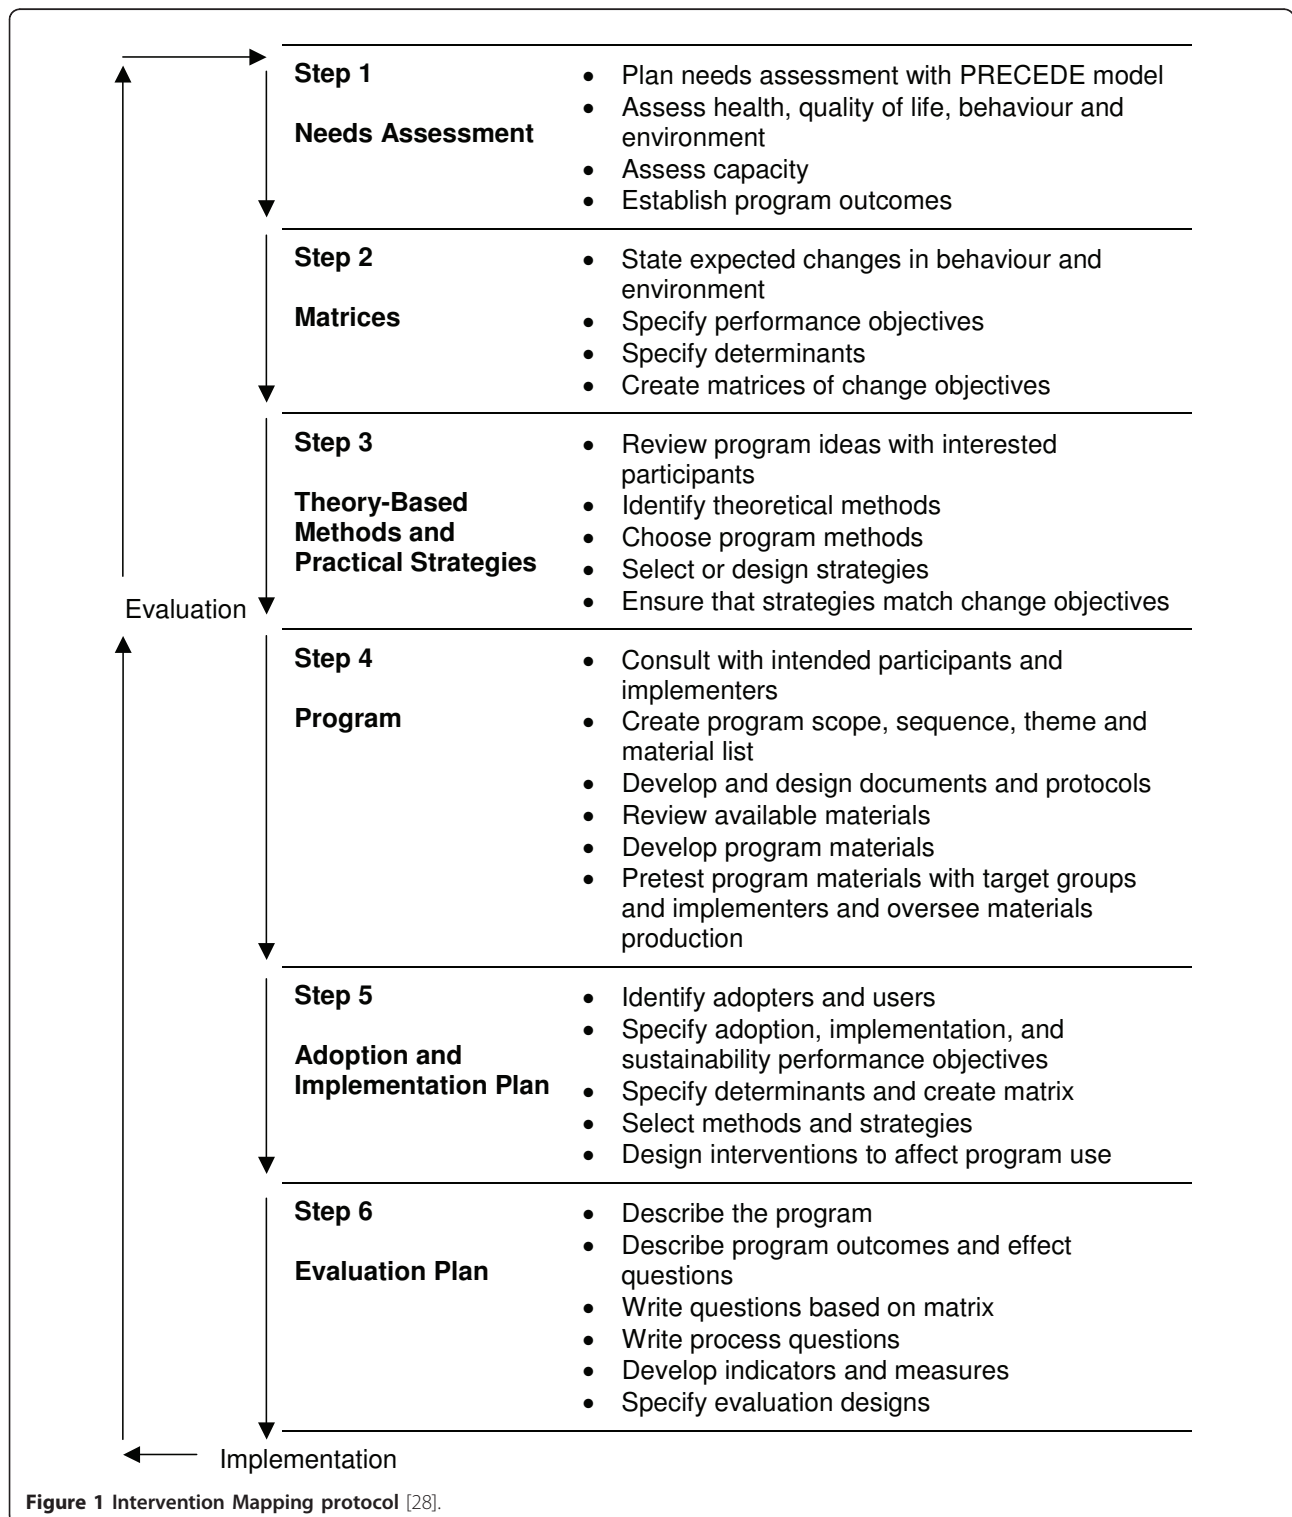 Step 1
Needs Assessment
• Plan needs assessment with PRECEDE model
• Assess health, quality of life, behaviour and
environment
• Assess capacity
• Establish program outcomes
Step 2
Matrices
• State expected changes in behaviour and
environment
• Specify performance objectives
• Specify determinants
• Create matrices of change objectives
Step 3
Theory-Based
Methods and
Practical Strategies
• Review program ideas with interested
participants
• Identify theoretical methods
• Choose program methods
• Select or design strategies
• Ensure that strategies match change objectives
Evaluation
Step 4
Program
• Consult with intended participants and
implementers
• Create program scope, sequence, theme and
material list
• Develop and design documents and protocols
• Review available materials
• Develop program materials
• Pretest program materials with target groups
and implementers and oversee materials
production
Step 5
Adoption and
Implementation Plan
• Identify adopters and users
• Specify adoption, implementation, and
sustainability performance objectives
• Specify determinants and create matrix
• Select methods and strategies
• Design interventions to affect program use
Step 6
Evaluation Plan
• Describe the program
• Describe program outcomes and effect
questions
• Write questions based on matrix
• Write process questions
• Develop indicators and measures
• Specify evaluation designs
Implementation
Figure 1 Intervention Mapping protocol [28].